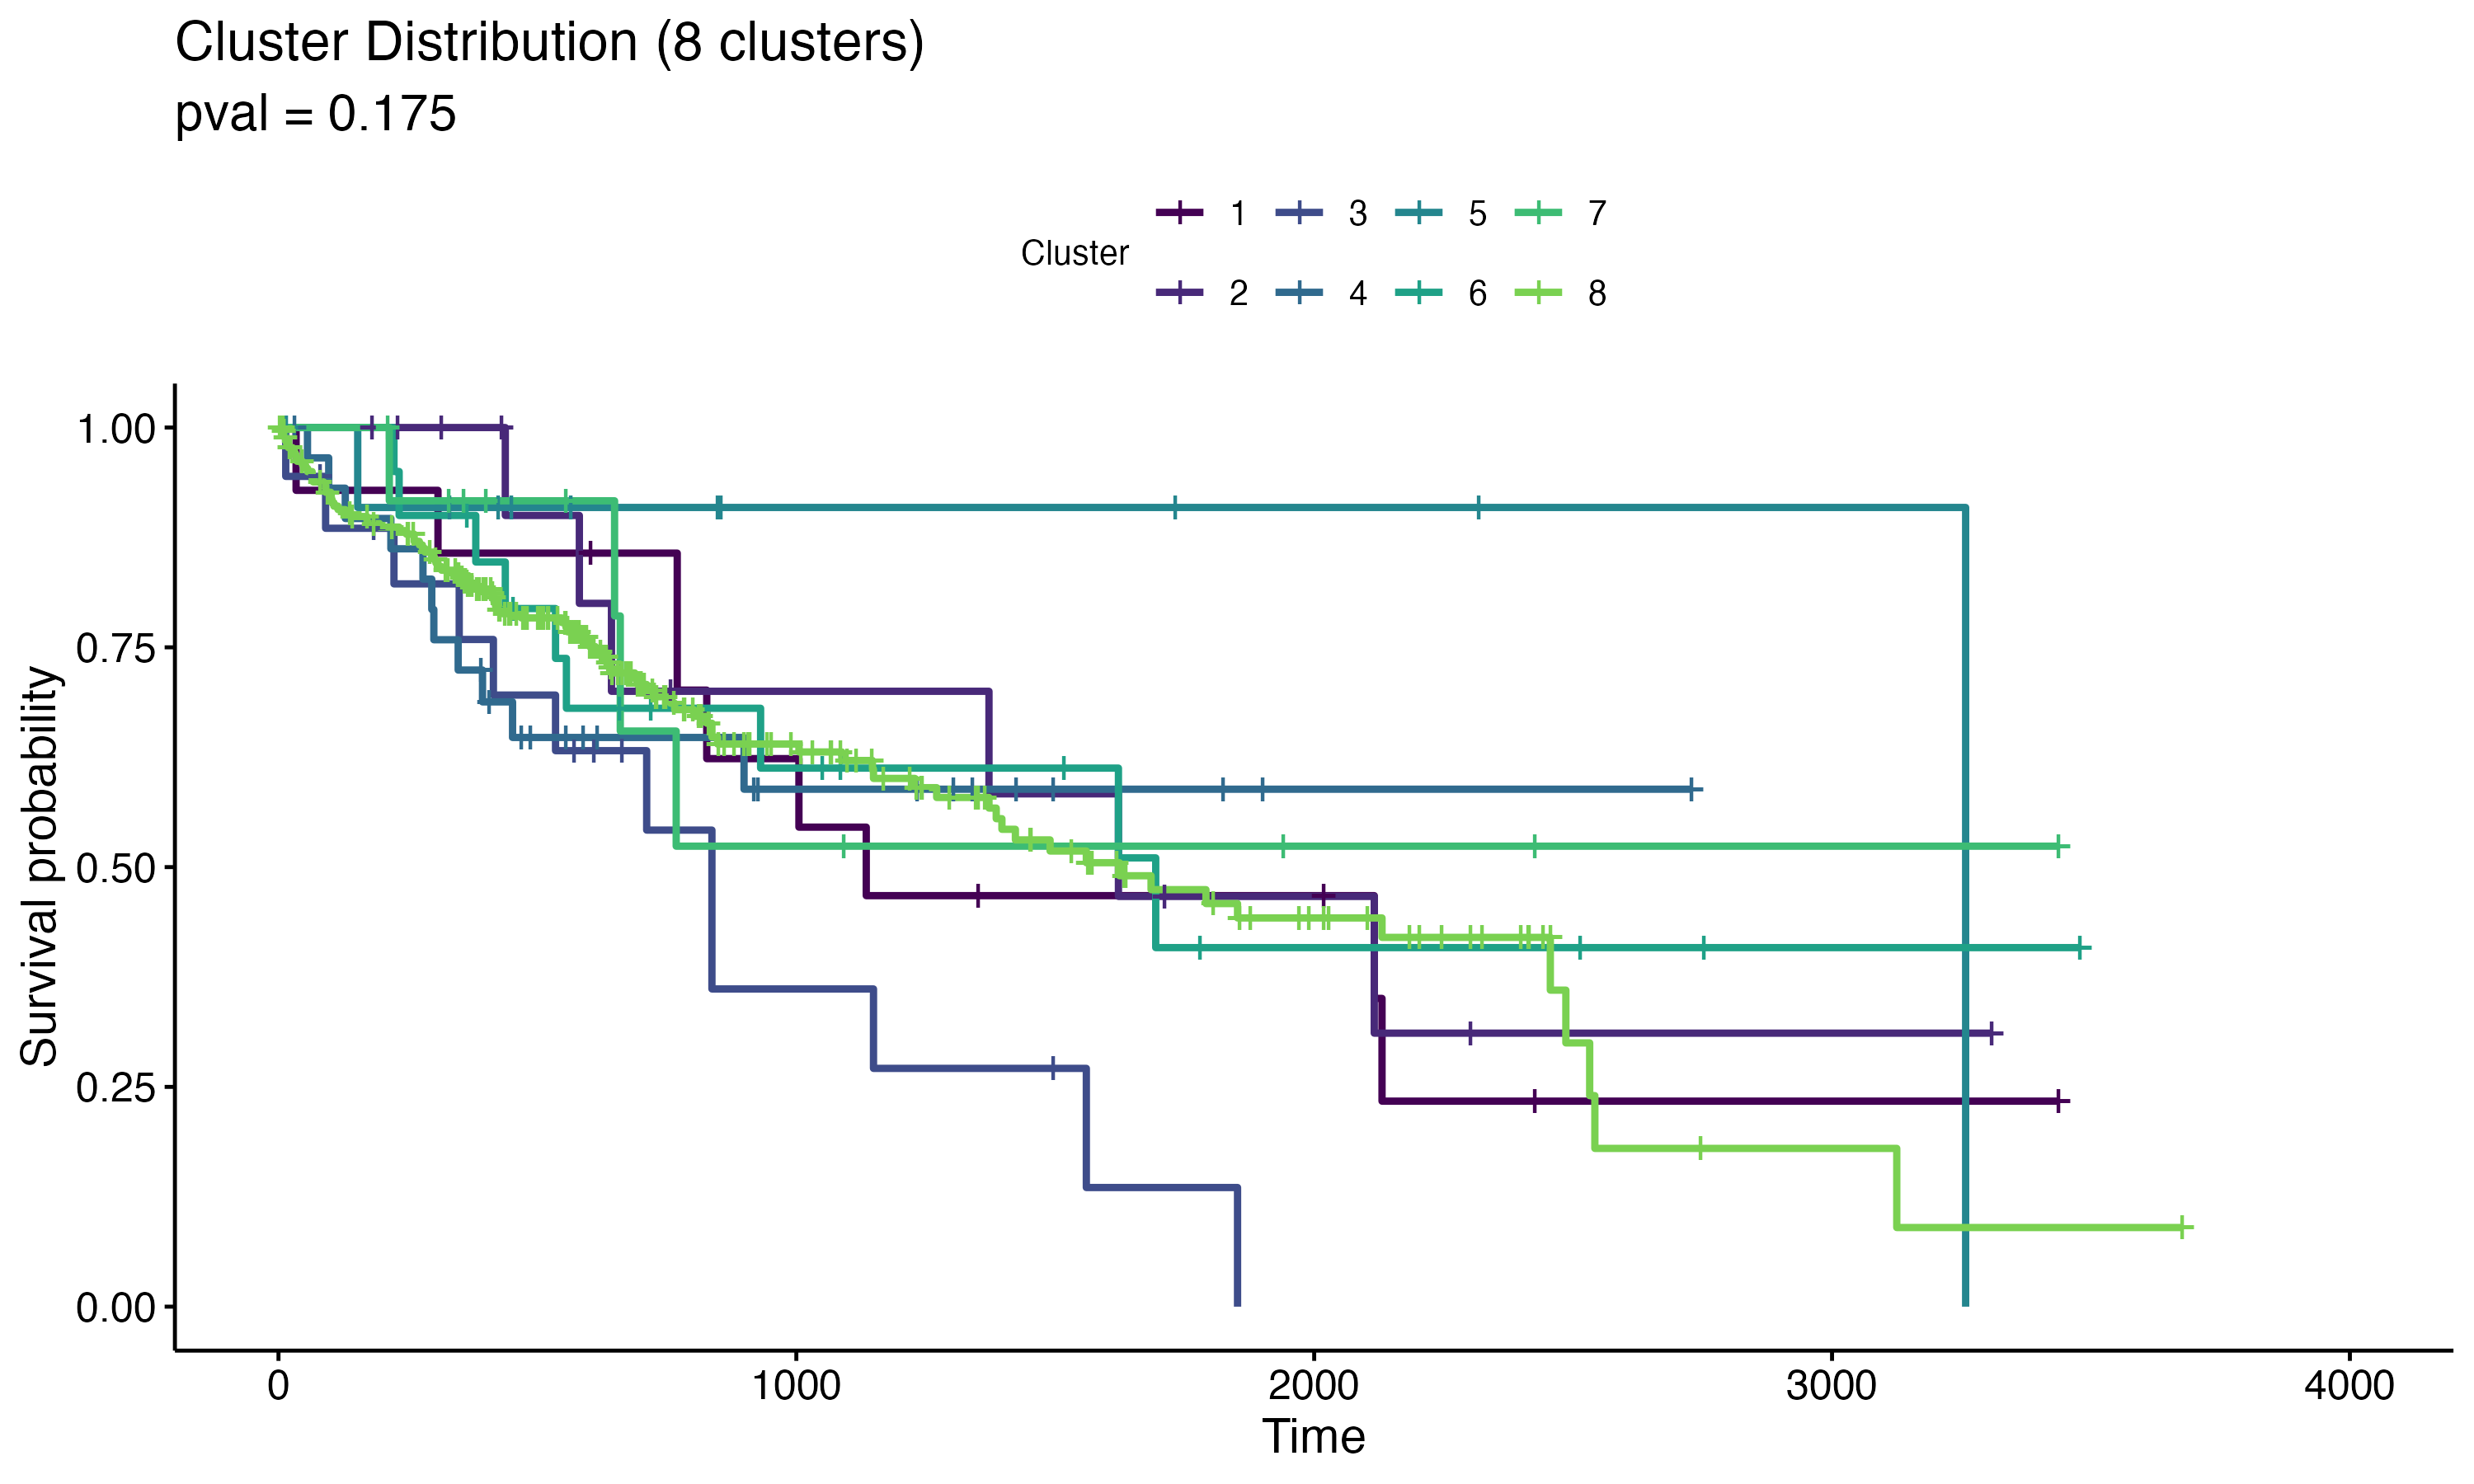 Cluster Distribution (8 clusters)
pval = 0.175
Cluster
1 3 5 7
2 4 6 8
Survival probability
1.00
0.75
0.50
0.25
0.00
0 1000 2000 3000 4000
Time